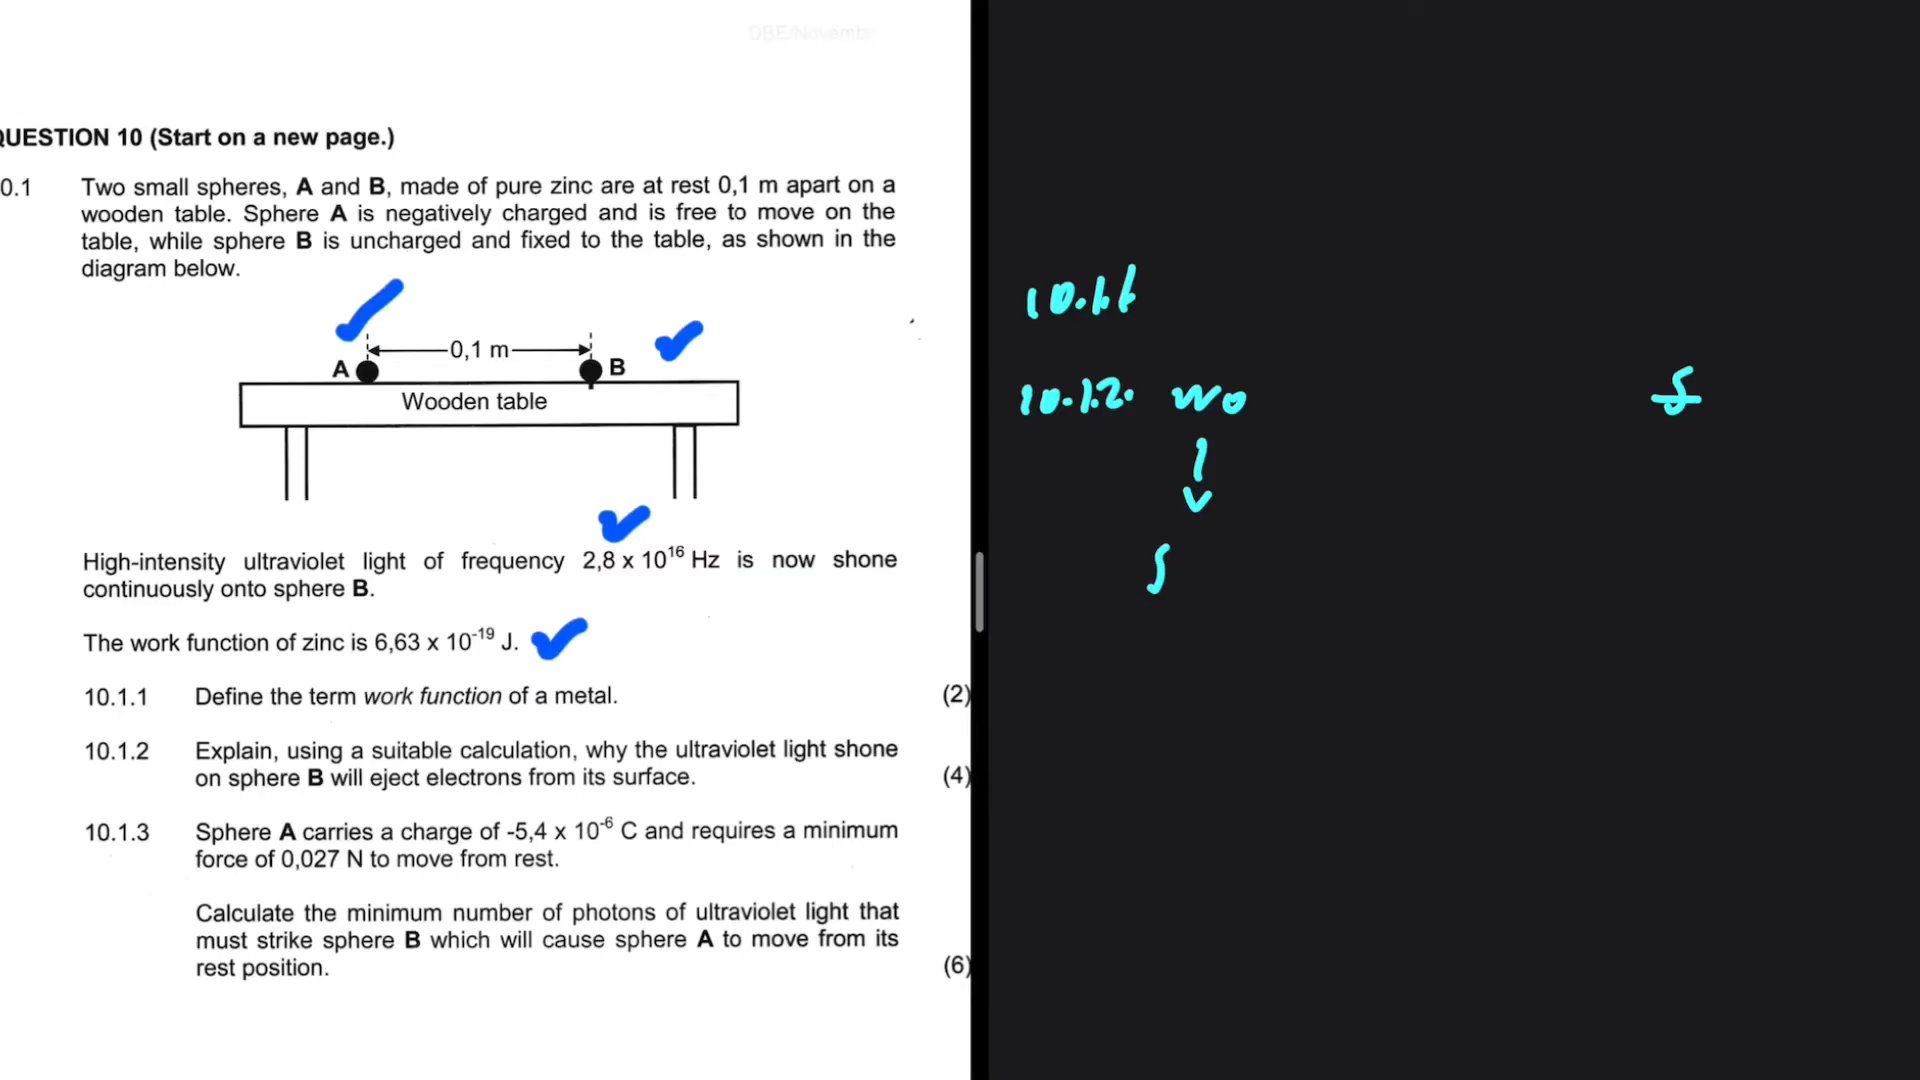 DBE/Novembe
QUESTION 10 (Start on a new page.)
0.1 Two small spheres, A and B, made of pure zinc are at rest 0,1 m apart on a
wooden table. Sphere A is negatively charged and is free to move on the
table, while sphere B is uncharged and fixed to the table, as shown in the
diagram below.
0,1 m
A B
Wooden table
High-intensity ultraviolet light of frequency 2,8 x 10¹⁶ Hz is now shone
continuously onto sphere B.
The work function of zinc is 6,63 x 10⁻¹⁹ J.
10.1.1 Define the term work function of a metal. (2)
10.1.2 Explain, using a suitable calculation, why the ultraviolet light shone
on sphere B will eject electrons from its surface. (4)
10.1.3 Sphere A carries a charge of -5,4 x 10⁻⁶ C and requires a minimum
force of 0,027 N to move from rest.
Calculate the minimum number of photons of ultraviolet light that
must strike sphere B which will cause sphere A to move from its
rest position. (6)
10.1.1
10.1.2. Wo f